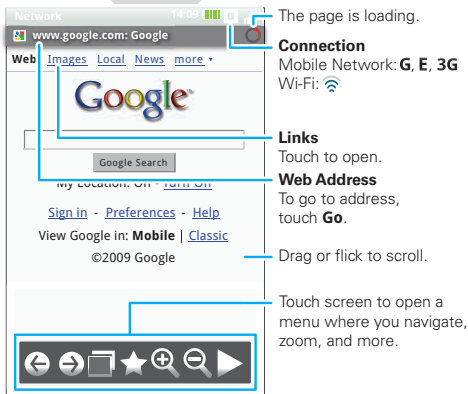 Network 14:09
www.google.com: Google
Web Images Local News more
Google
Google Search
My Location: On - Turn On
Sign in - Preferences - Help
View Google in: Mobile | Classic
©2009 Google
The page is loading.
Connection
Mobile Network: G, E, 3G
Wi-Fi:
Links
Touch to open.
Web Address
To go to address,
touch Go.
Drag or flick to scroll.
Touch screen to open a
menu where you navigate,
zoom, and more.